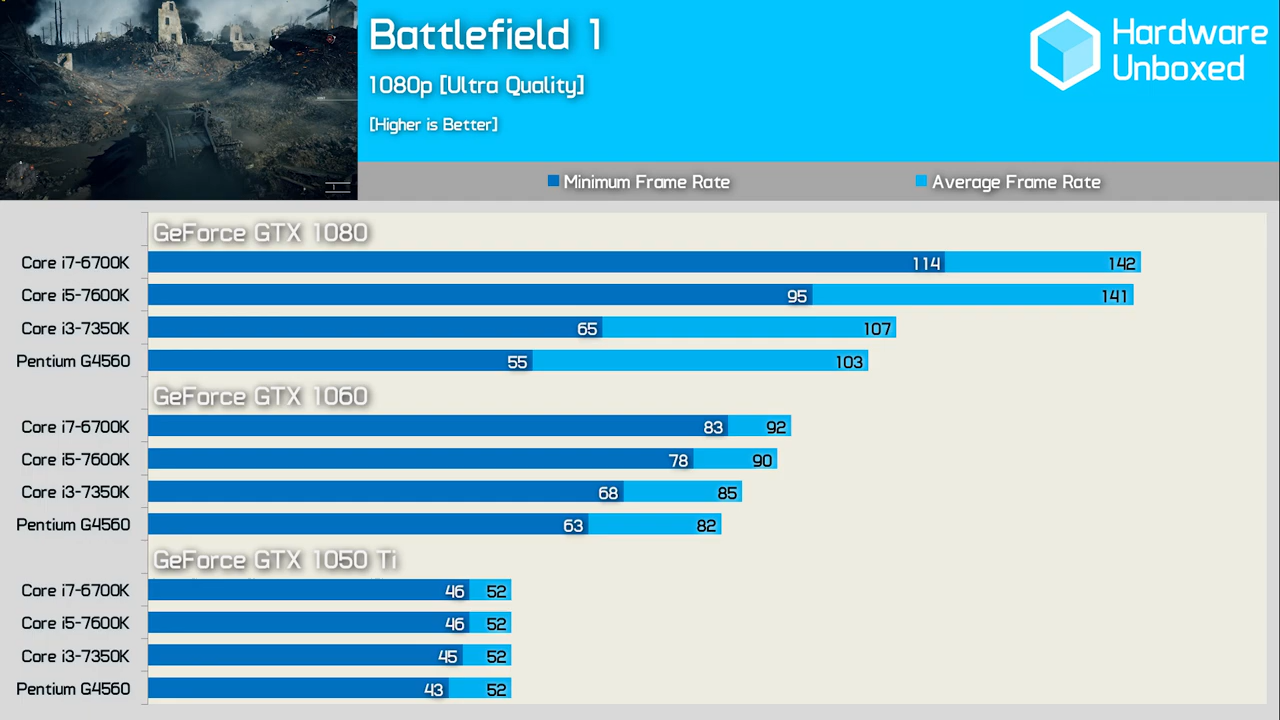 Battlefield 1
1080p [Ultra Quality]
[Higher is Better]
Hardware
Unboxed
Minimum Frame Rate
Average Frame Rate
GeForce GTX 1080
Core i7-6700K 114 142
Core i5-7600K 95 141
Core i3-7350K 65 107
Pentium G4560 55 103
GeForce GTX 1060
Core i7-6700K 83 92
Core i5-7600K 78 90
Core i3-7350K 68 85
Pentium G4560 63 82
GeForce GTX 1050 Ti
Core i7-6700K 46 52
Core i5-7600K 46 52
Core i3-7350K 45 52
Pentium G4560 43 52